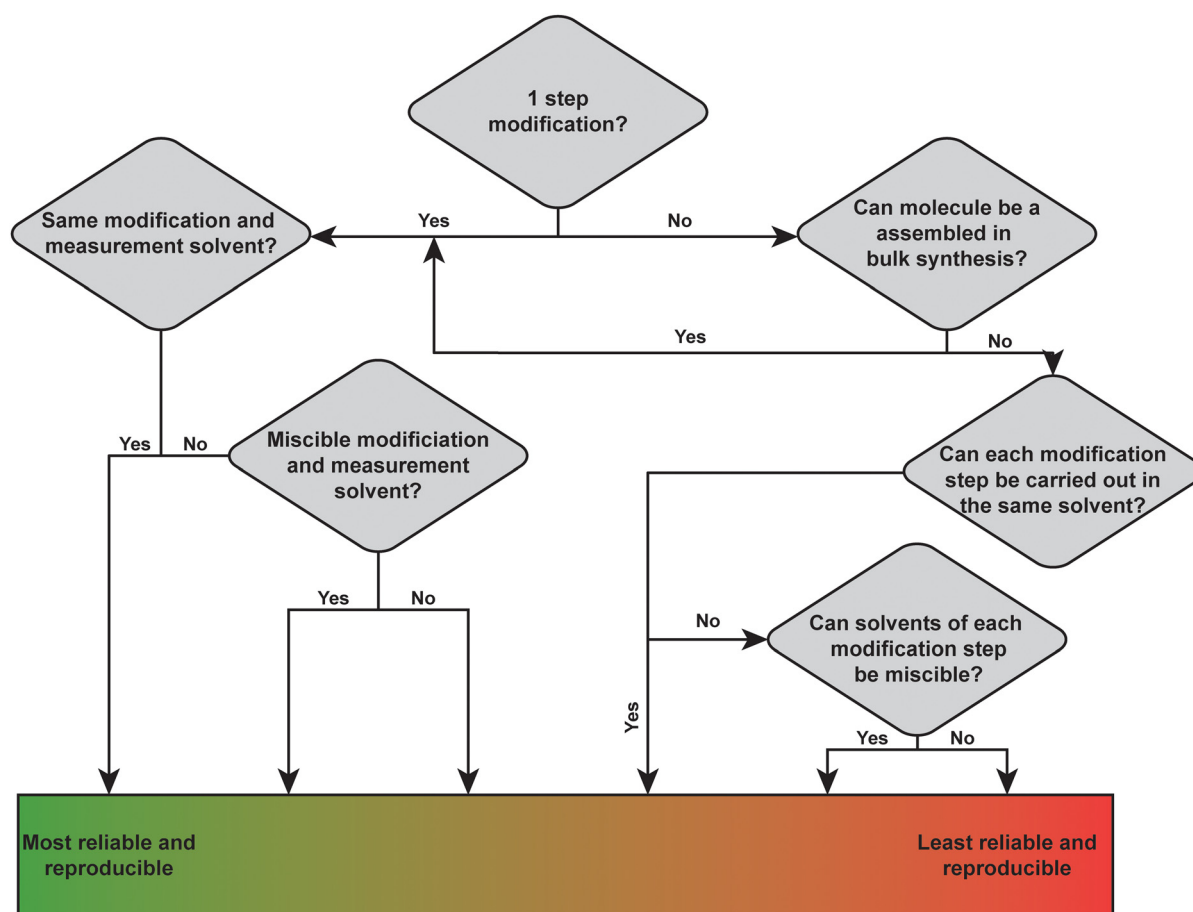 1 step
modification?
Same modification and
measurement solvent?
Yes
No
Can molecule be a
assembled in
bulk synthesis?
Yes
No
Yes
No
Miscible modificiation
and measurement
solvent?
Can each modification
step be carried out in
the same solvent?
Yes
No
No
Can solvents of each
modification step
be miscible?
Yes
Yes
No
Most reliable and
reproducible
Least reliable and
reproducible